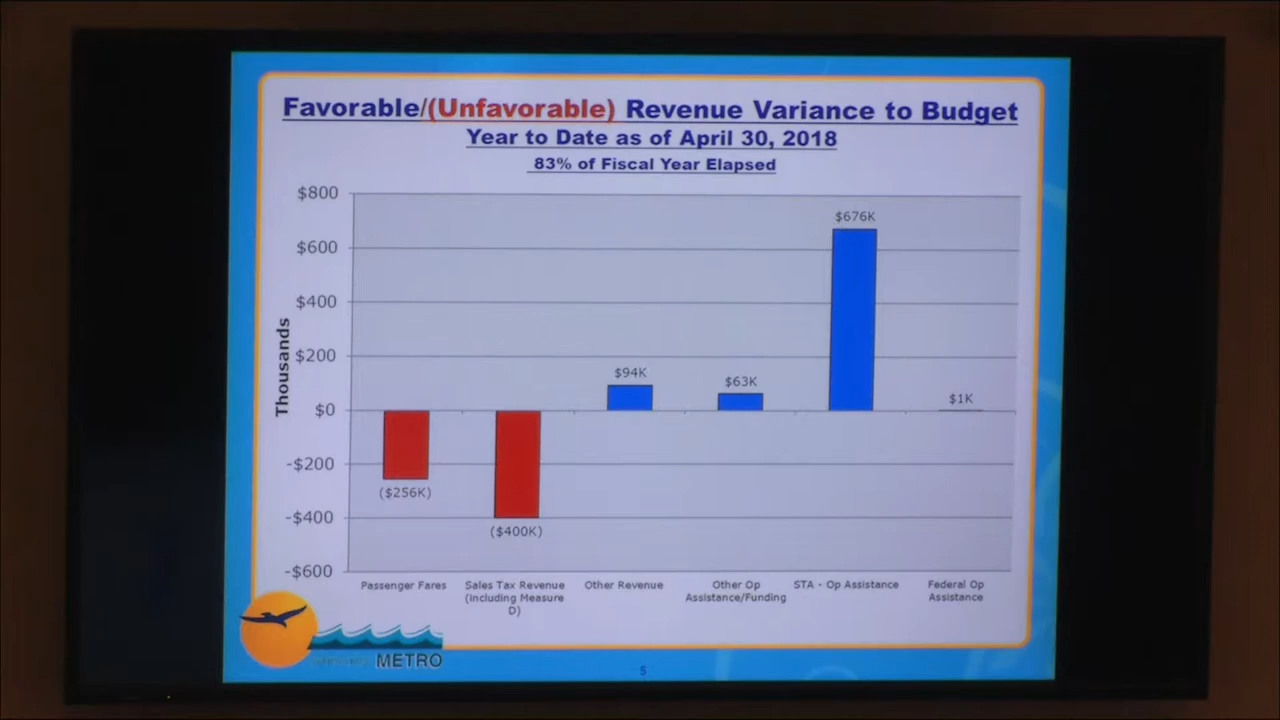 Favorable/(Unfavorable) Revenue Variance to Budget
Year to Date as of April 30, 2018
83% of Fiscal Year Elapsed
Thousands
$800
$600
$400
$200
$0
-$200
-$400
-$600
($256K)
($400K)
$94K
$63K
$676K
$1K
Passenger Fares
Sales Tax Revenue
(including Measure
D)
Other Revenue
Other Op
Assistance/Funding
STA - Op Assistance
Federal Op
Assistance
METRO
5